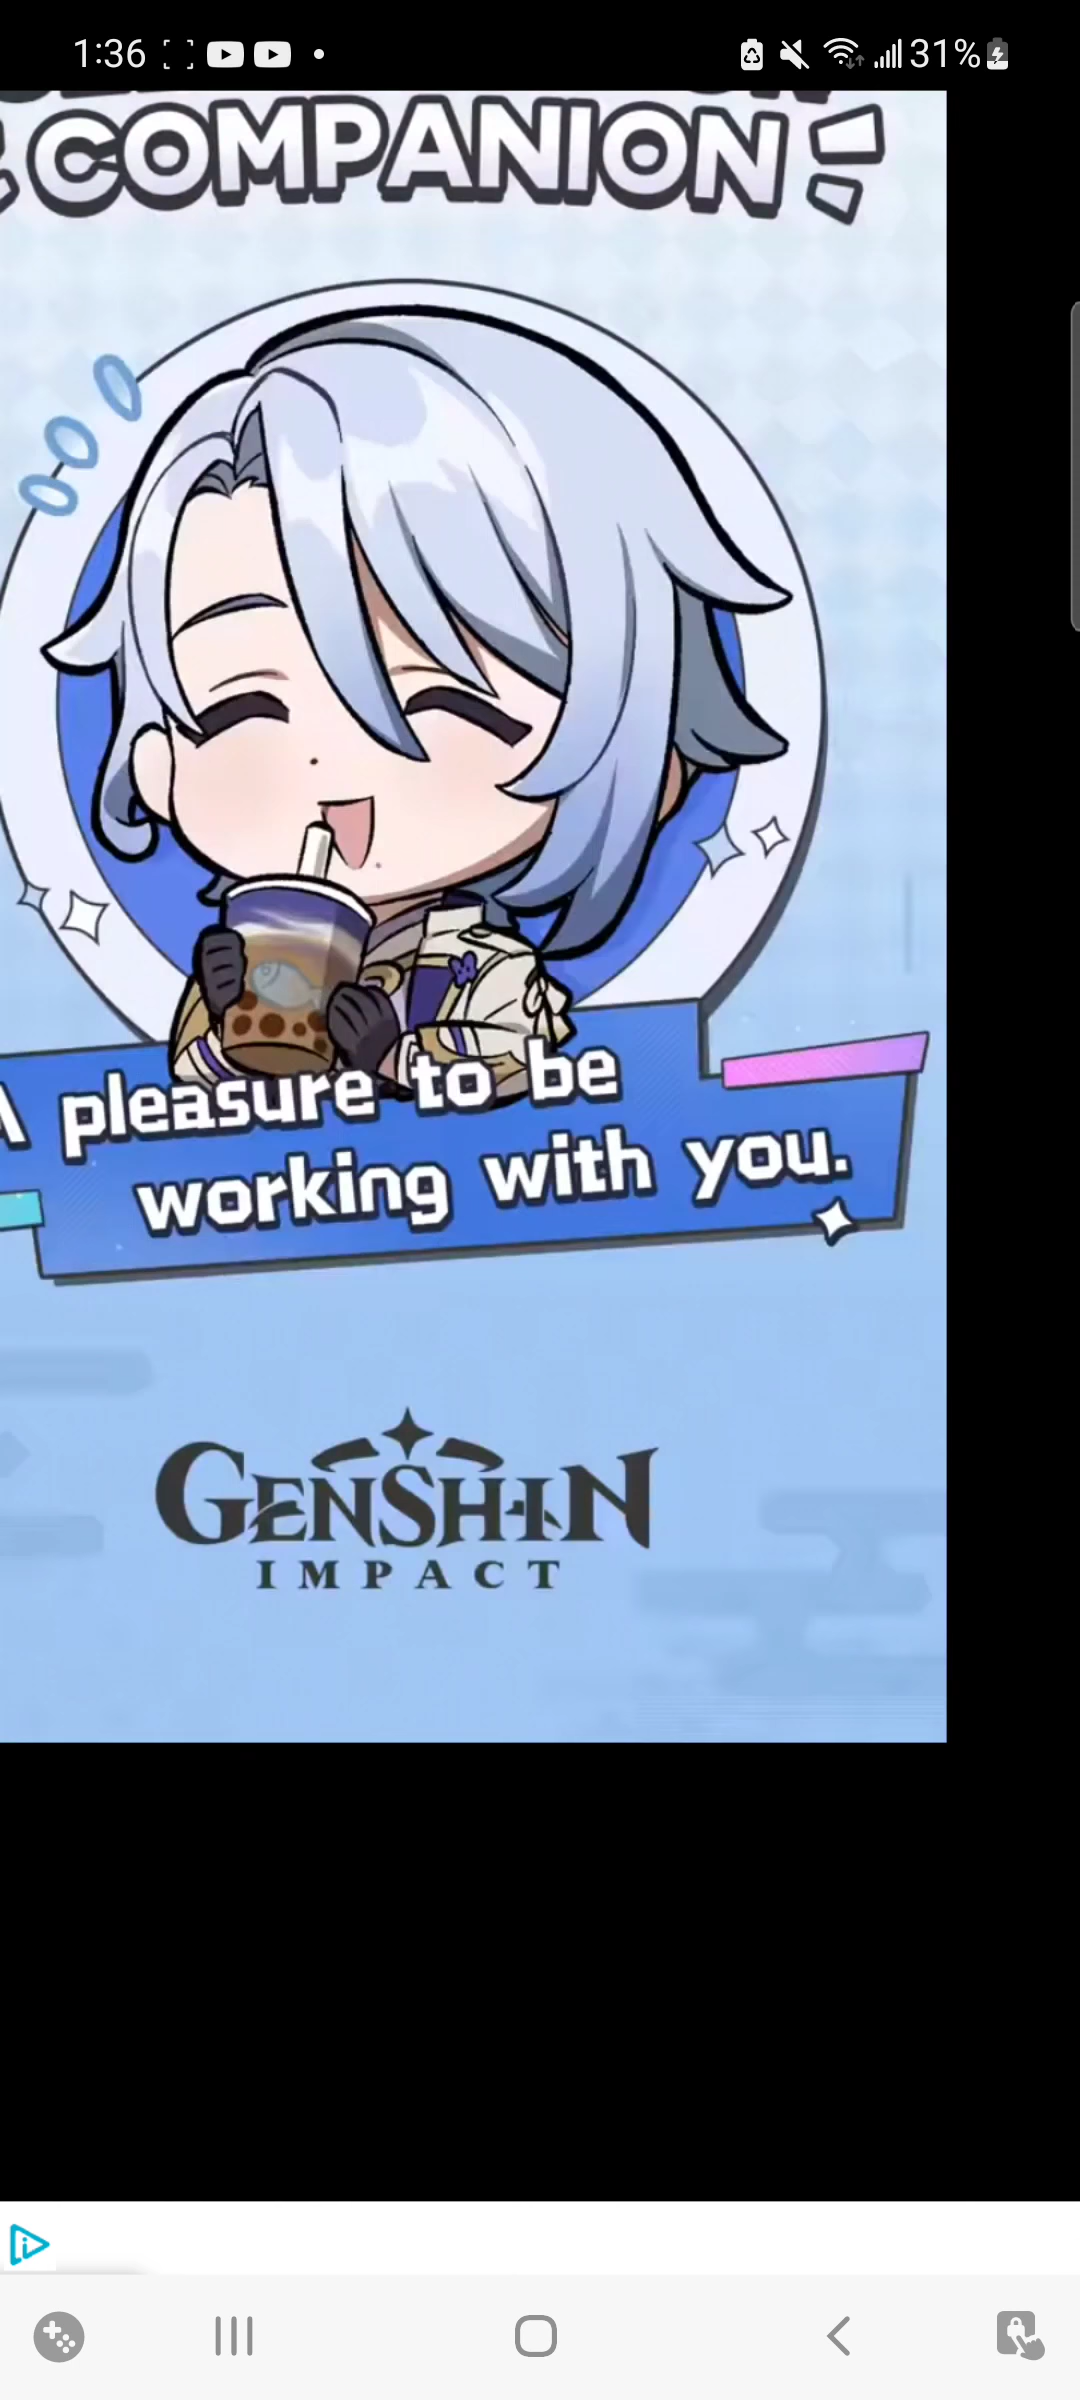 1:36
31%
COMPANION
A pleasure to be
working with you.
GENSHIN
IMPACT